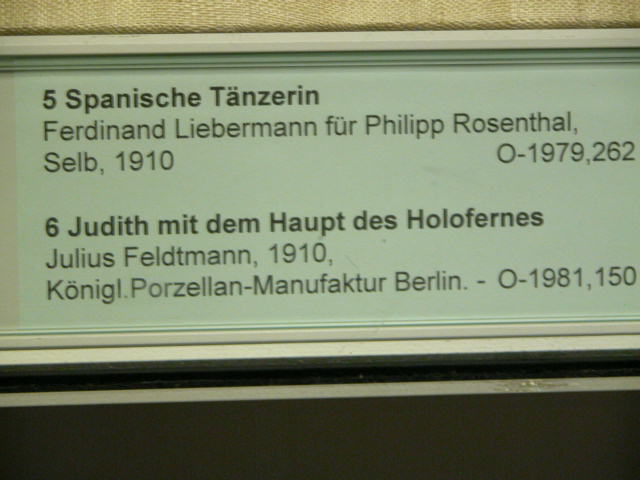 5 Spanische Tänzerin
Ferdinand Liebermann für Philipp Rosenthal,
Selb, 1910 O-1979,262
6 Judith mit dem Haupt des Holofernes
Julius Feldtmann, 1910,
Königl.Porzellan-Manufaktur Berlin. - O-1981,150